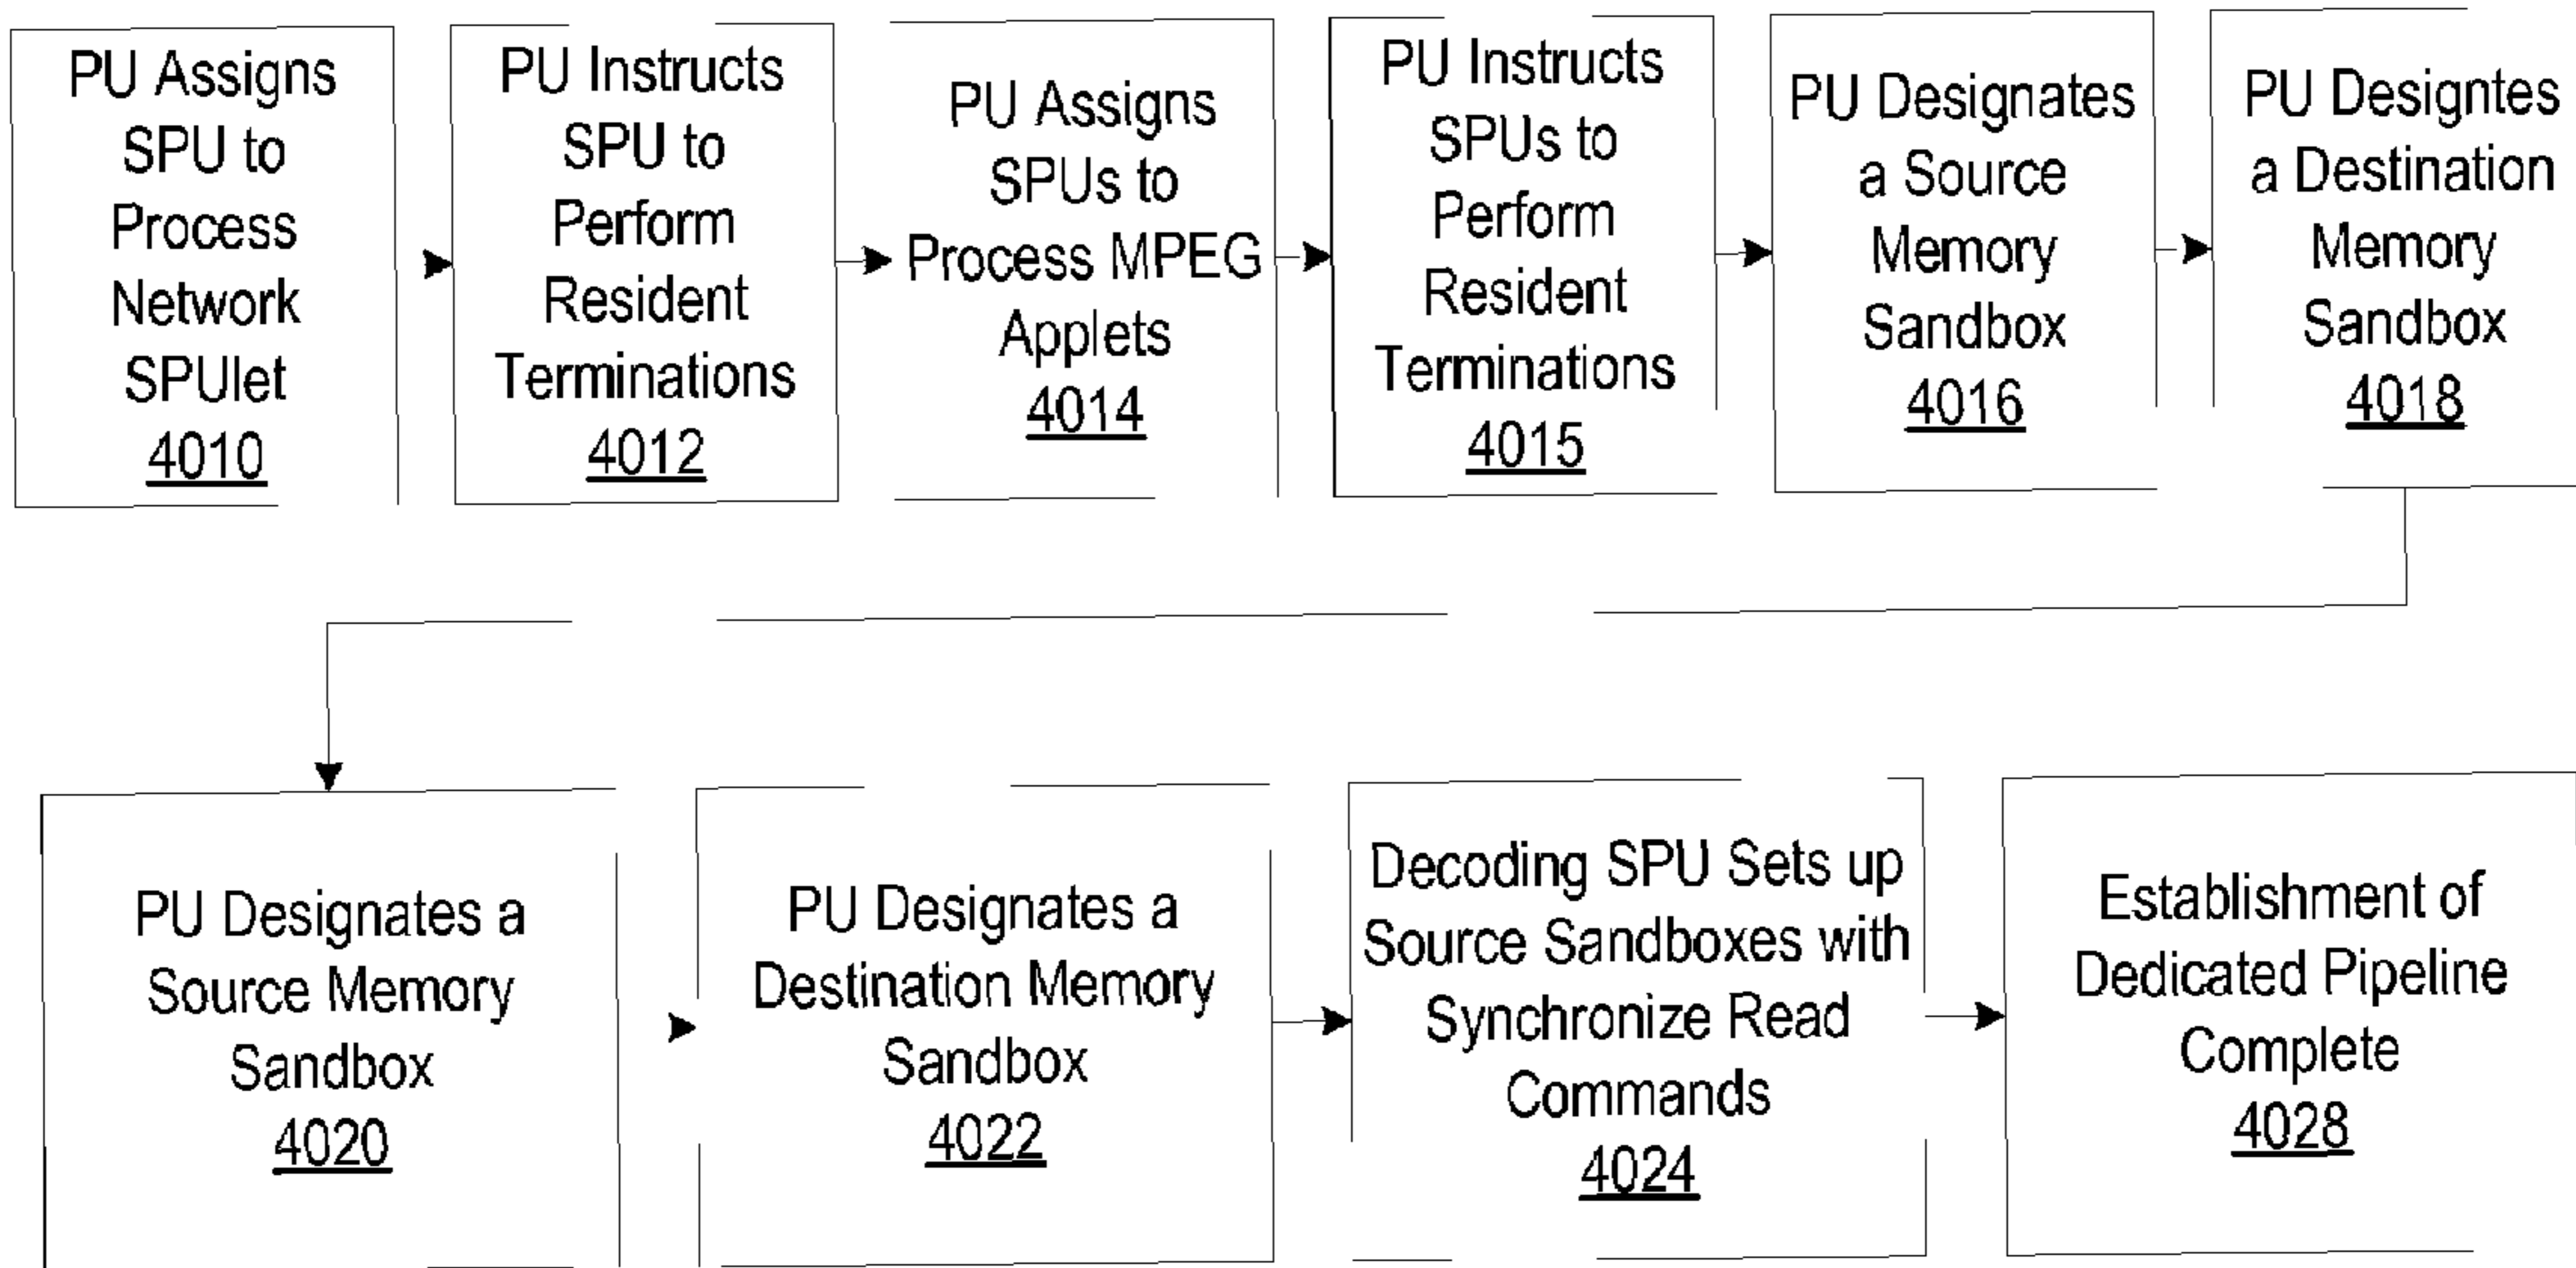 PU Assigns
SPU to
Process
Network
SPUlet
4010
PU Instructs
SPU to
Perform
Resident
Terminations
4012
PU Assigns
SPUs to
Process MPEG
Applets
4014
PU Instructs
SPUs to
Perform
Resident
Terminations
4015
PU Designates
a Source
Memory
Sandbox
4016
PU Designtes
a Destination
Memory
Sandbox
4018
PU Designates a
Source Memory
Sandbox
4020
PU Designates a
Destination Memory
Sandbox
4022
Decoding SPU Sets up
Source Sandboxes with
Synchronize Read
Commands
4024
Establishment of
Dedicated Pipeline
Complete
4028